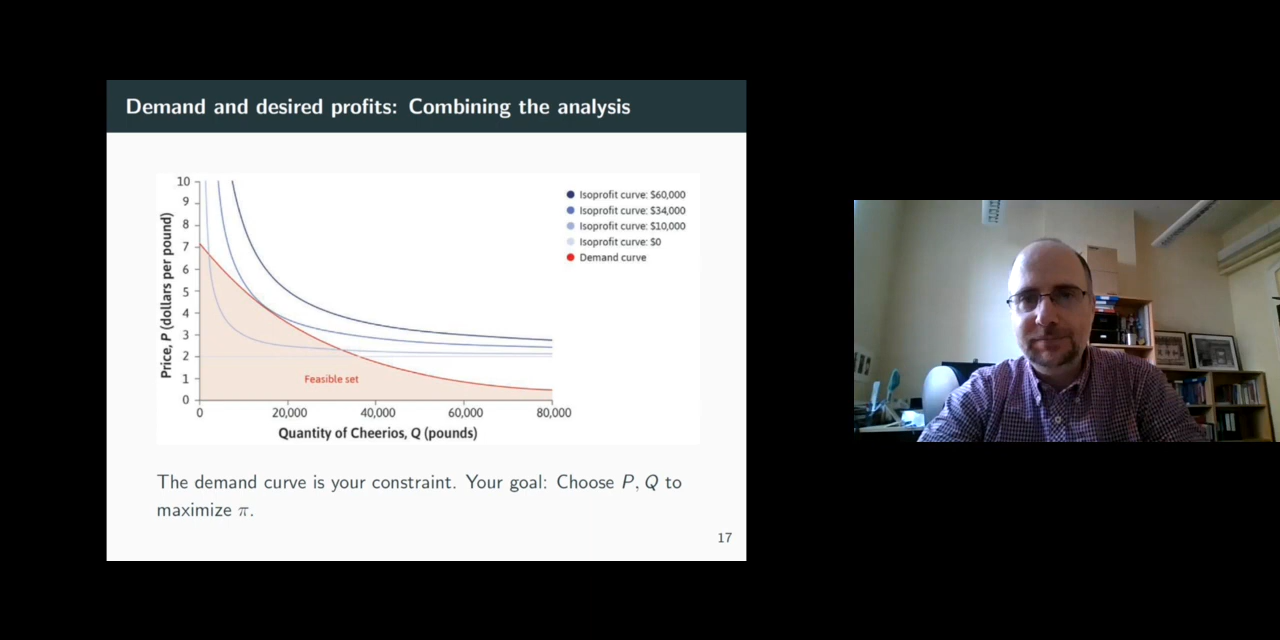 Demand and desired profits: Combining the analysis
10
9
8
7
6
5
4
3
2
1
0
Price, P (dollars per pound)
Isoprofit curve: $60,000
Isoprofit curve: $34,000
Isoprofit curve: $10,000
Isoprofit curve: $0
Demand curve
Feasible set
0 20,000 40,000 60,000 80,000
Quantity of Cheerios, Q (pounds)
The demand curve is your constraint. Your goal: Choose P, Q to
maximize π.
17